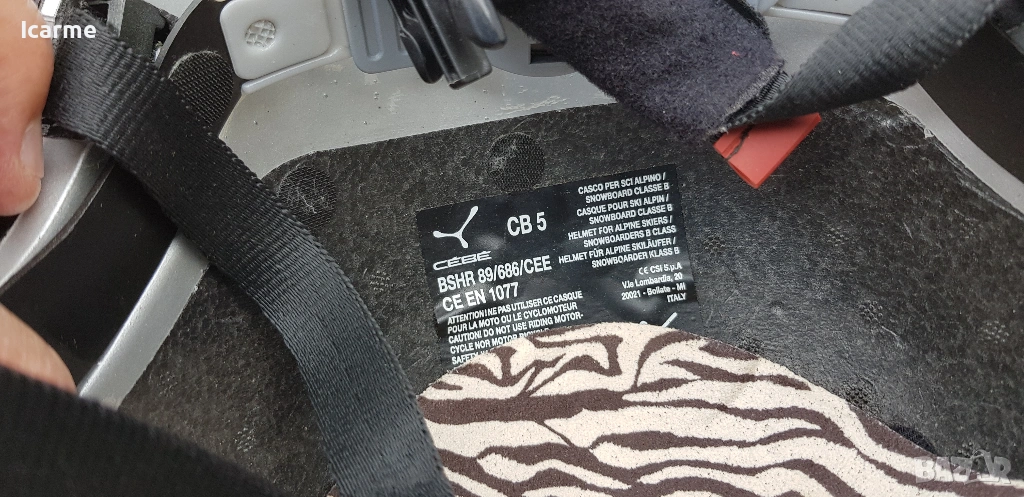 Icarme
CASCO PER SCI ALPINO /
SNOWBOARD CLASSE B
CASQUE POUR SKI ALPIN /
SNOWBOARD CLASSE B
HELMET FOR ALPINE SKIERS /
SNOWBOARDERS B CLASS
HELMET FÜR ALPINE SKILÄUFER /
SNOWBOARDER KLASS B
CB 5
CÉBÉ
BSHR 89/686/CEE
CE EN 1077
CE CSI S.p.A
V.le Lombardia, 20
20021 - Bollate - MI
ITALY
ATTENTION! NE PAS UTILISER CE CASQUE
POUR LA MOTO OU LE CYCLOMOTEUR
CAUTION! DO NOT USE RIDING MOTOR-
CYCLE NOR MOTOR
SAFETY
BAZAR